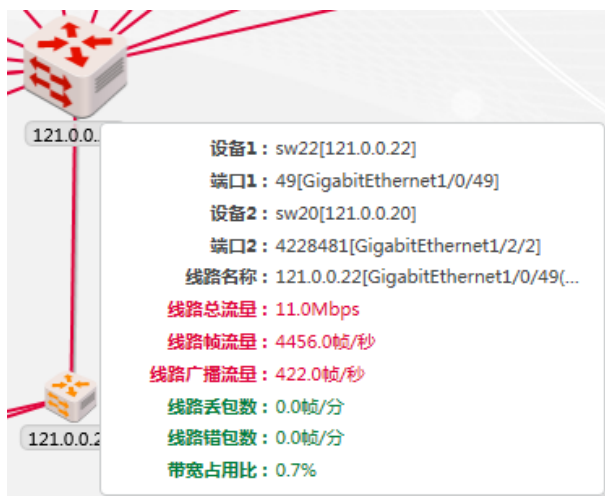 121.0.0.
设备1：sw22[121.0.0.22]
端口1：49[GigabitEthernet1/0/49]
设备2：sw20[121.0.0.20]
端口2：4228481[GigabitEthernet1/2/2]
线路名称：121.0.0.22[GigabitEthernet1/0/49(...
线路总流量：11.0Mbps
线路帧流量：4456.0帧/秒
线路广播流量：422.0帧/秒
线路丢包数：0.0帧/分
线路错包数：0.0帧/分
带宽占用比：0.7%
121.0.0.2